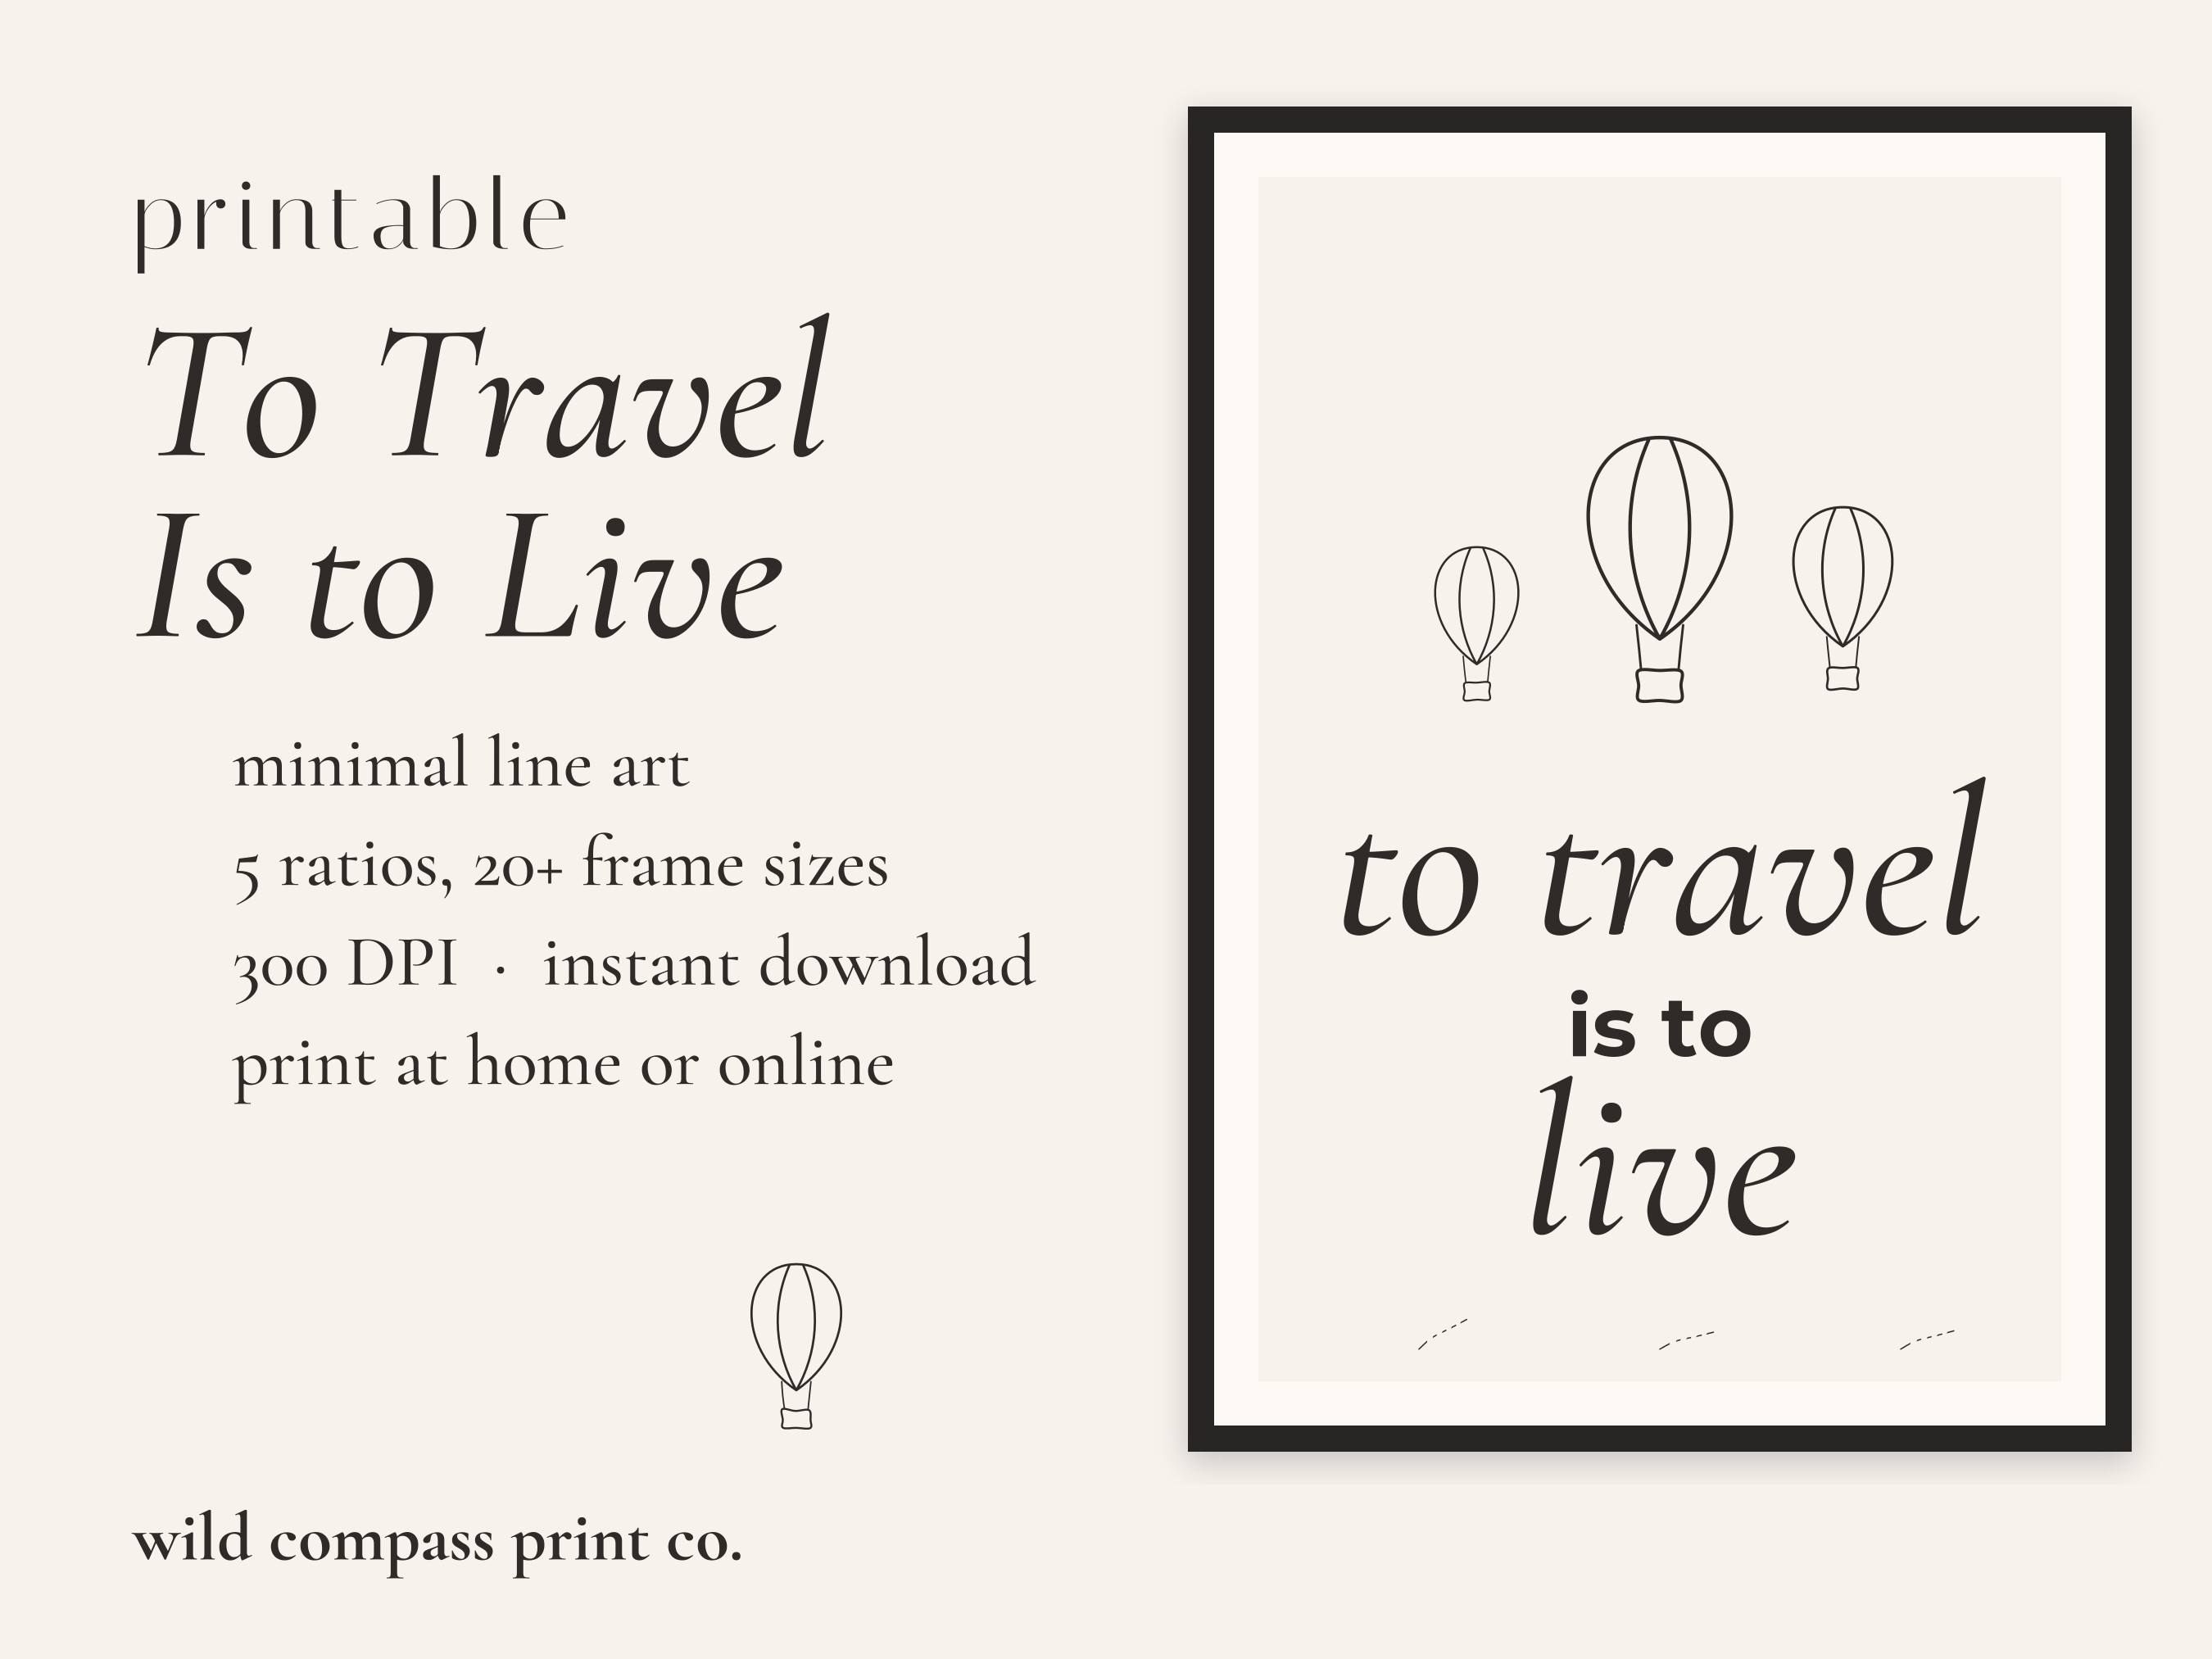 printable
To Travel
Is to Live
minimal line art
5 ratios, 20+ frame sizes
300 DPI · instant download
print at home or online
wild compass print co.
to travel
is to
live